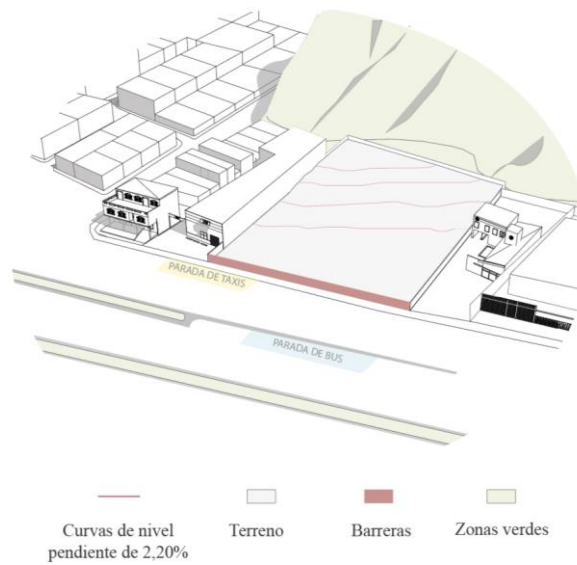 PARADA DE TAXIS
PARADA DE BUS
Curvas de nivel
pendiente de 2,20%
Terreno
Barreras
Zonas verdes